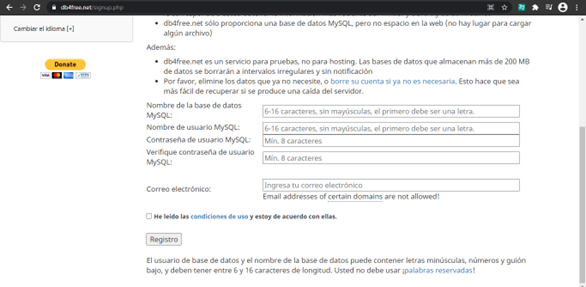 db4free.net/signup.php
Cambiar el idioma [+]
Donate
db4free.net sólo proporciona una base de datos MySQL, pero no espacio en la web (no hay lugar para cargar
algún archivo)
Además:
db4free.net es un servicio para pruebas, no para hosting. Las bases de datos que almacenan más de 200 MB
de datos se borrarán a intervalos irregulares y sin notificación
Por favor, elimine los datos que ya no necesite, o borre su cuenta si ya no es necesaria. Esto hace que sea
más fácil de recuperar si se produce una caída del servidor.
Nombre de la base de datos
MySQL:
6-16 caracteres, sin mayúsculas, el primero debe ser una letra.
Nombre de usuario MySQL:
6-16 caracteres, sin mayúsculas, el primero debe ser una letra.
Contraseña de usuario MySQL:
Mín. 8 caracteres
Verifique contraseña de usuario
MySQL:
Mín. 8 caracteres
Correo electrónico:
Ingresa tu correo electrónico
Email addresses of certain domains are not allowed!
He leído las condiciones de uso y estoy de acuerdo con ellas.
Registro
El usuario de base de datos y el nombre de la base de datos puede contener letras minúsculas, números y guión
bajo, y deben tener entre 6 y 16 caracteres de longitud. Usted no debe usar ¡palabras reservadas!